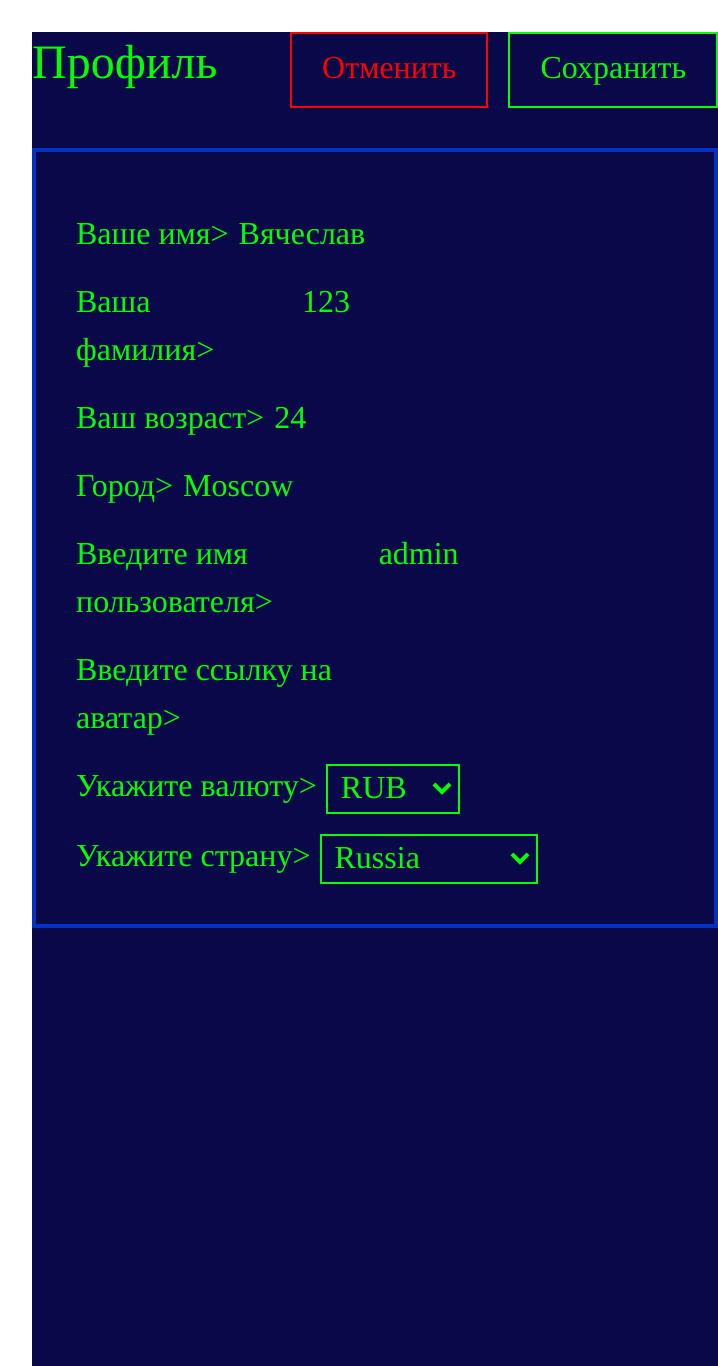 Профиль Отменить Сохранить
Ваше имя> Вячеслав
Ваша 123
фамилия>
Ваш возраст> 24
Город> Moscow
Введите имя admin
пользователя>
Введите ссылку на
аватар>
Укажите валюту> RUB
Укажите страну> Russia